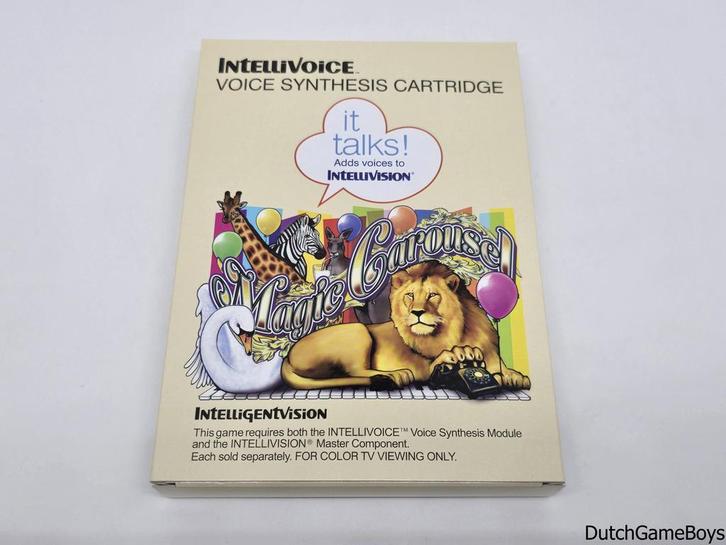 INTELLIVOICE™
VOICE SYNTHESIS CARTRIDGE
it
talks!
Adds voices to
INTELLIVISION®
Magic Carousel
INTELLIGENTVISION
This game requires both the INTELLIVOICE™ Voice Synthesis Module
and the INTELLIVISION® Master Component.
Each sold separately. FOR COLOR TV VIEWING ONLY.
DutchGameBoys